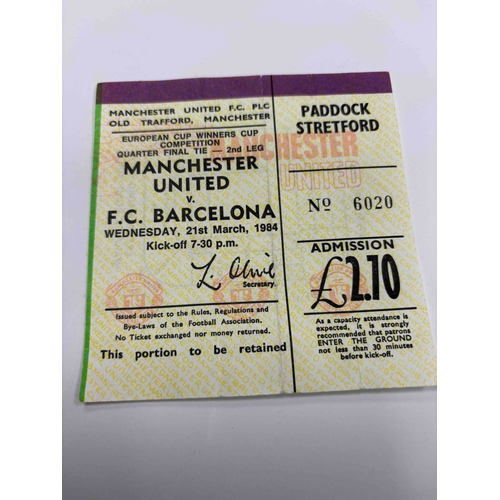 MANCHESTER UNITED F.C. PLC
OLD TRAFFORD, MANCHESTER
EUROPEAN CUP WINNERS CUP
COMPETITION
QUARTER FINAL TIE — 2nd LEG
MANCHESTER
UNITED
v.
F.C. BARCELONA
WEDNESDAY, 21st March, 1984
Kick-off 7-30 p.m.
Secretary.
Issued subject to the Rules, Regulations and
Bye-Laws of the Football Association.
No Ticket exchanged nor money returned.
This portion to be retained
PADDOCK
STRETFORD
MANCHESTER
UNITED
No 6020
ADMISSION
£2.70
As a capacity attendance is
expected, it is strongly
recommended that patrons
ENTER THE GROUND
not less than 30 minutes
before kick-off.